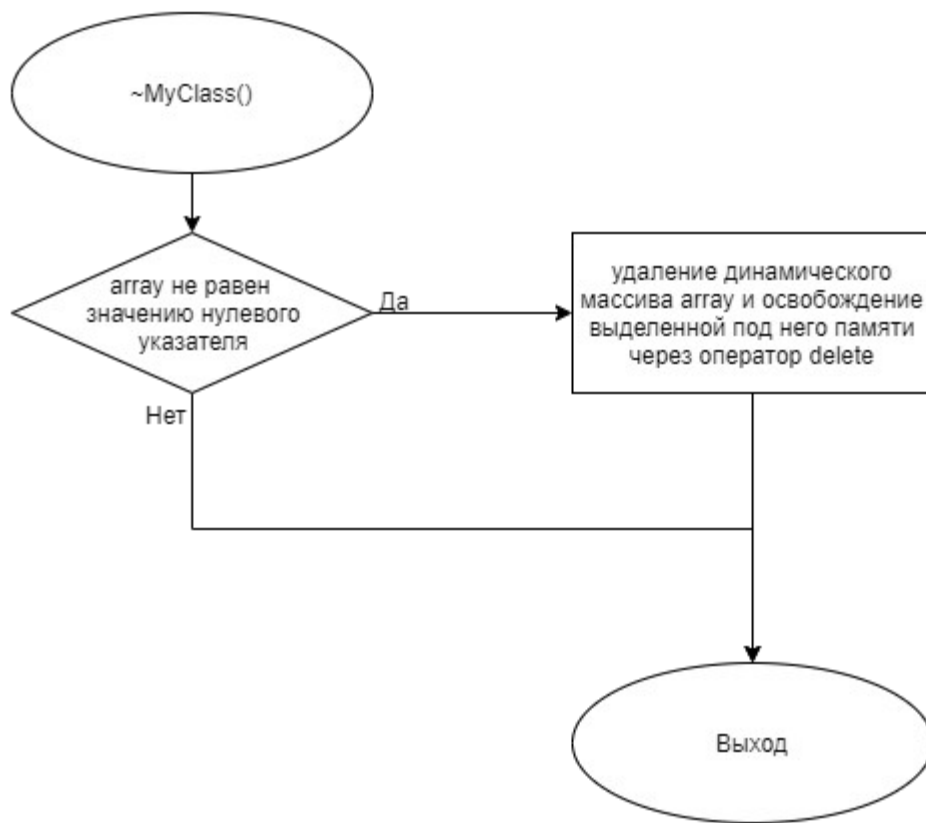 ~MyClass()
array не равен
значению нулевого
указателя
Да
удаление динамического
массива array и освобождение
выделенной под него памяти
через оператор delete
Нет
Выход